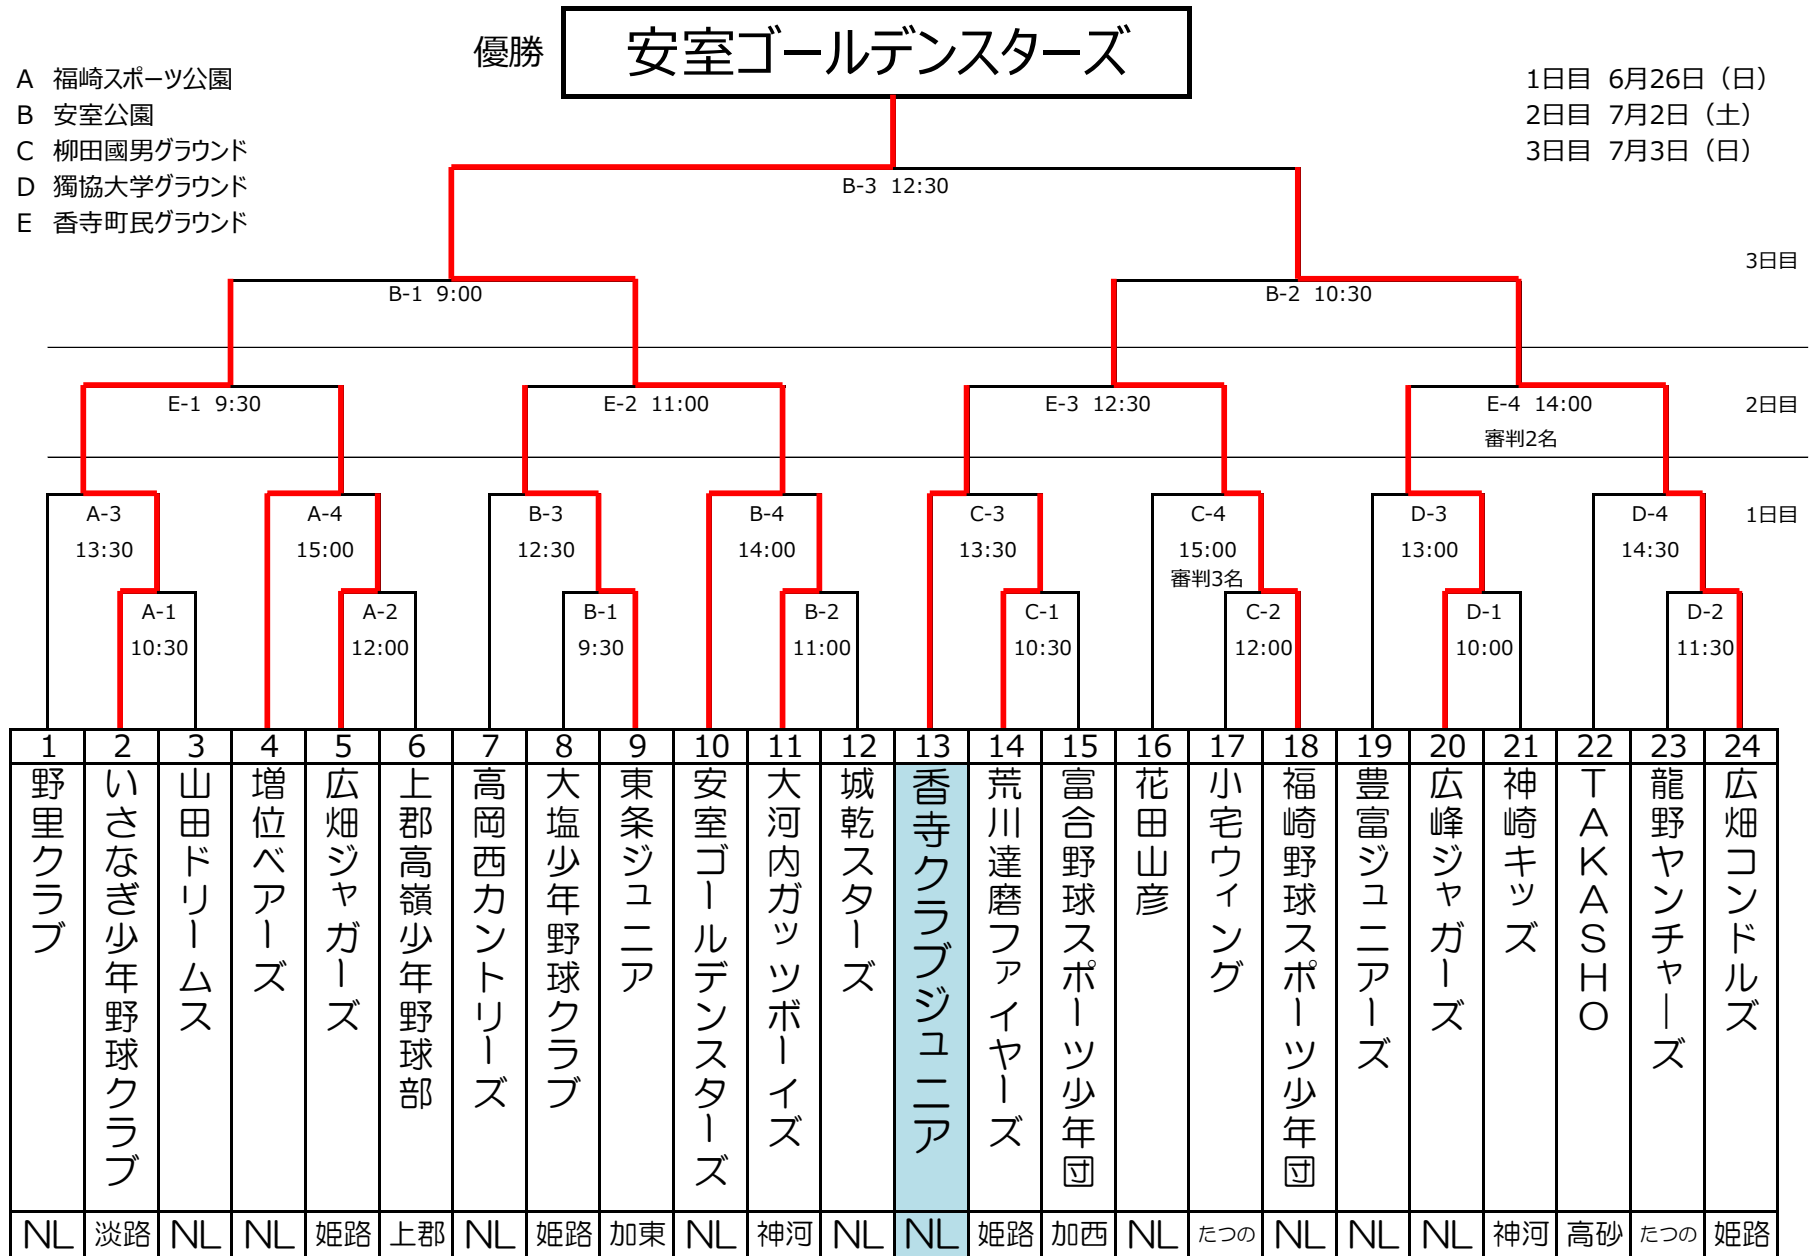 優勝 安室ゴールデンスターズ
A 福崎スポーツ公園
B 安室公園
C 柳田國男グラウンド
D 獨協大学グラウンド
E 香寺町民グラウンド
1日目 6月26日（日）
2日目 7月2日（土）
3日目 7月3日（日）
B-3 12:30
3日目
B-1 9:00
B-2 10:30
E-1 9:30
E-2 11:00
E-3 12:30
E-4 14:00
審判2名
2日目
A-3
13:30
A-4
15:00
B-3
12:30
B-4
14:00
C-3
13:30
C-4
15:00
審判3名
D-3
13:00
D-4
14:30
1日目
A-1
10:30
A-2
12:00
B-1
9:30
B-2
11:00
C-1
10:30
C-2
12:00
D-1
10:00
D-2
11:30
1 野里クラブ NL
2 いさなぎ少年野球クラブ 淡路
3 山田ドリームス NL
4 増位ベアーズ NL
5 広畑ジャガーズ 姫路
6 上郡高嶺少年野球部 上郡
7 高岡西カントリーズ NL
8 大塩少年野球クラブ 姫路
9 東条ジュニア 加東
10 安室ゴールデンスターズ NL
11 大河内ガッツボーイズ 神河
12 城乾スターズ NL
13 香寺クラブジュニア NL
14 荒川達磨ファイヤーズ 姫路
15 富合野球スポーツ少年団 加西
16 花田山彦 NL
17 小宅ウィング たつの
18 福崎野球スポーツ少年団 NL
19 豊富ジュニアーズ NL
20 広峰ジャガーズ NL
21 神崎キッズ 神河
22 TAKASHO 高砂
23 龍野ヤンチャーズ たつの
24 広畑コンドルズ 姫路